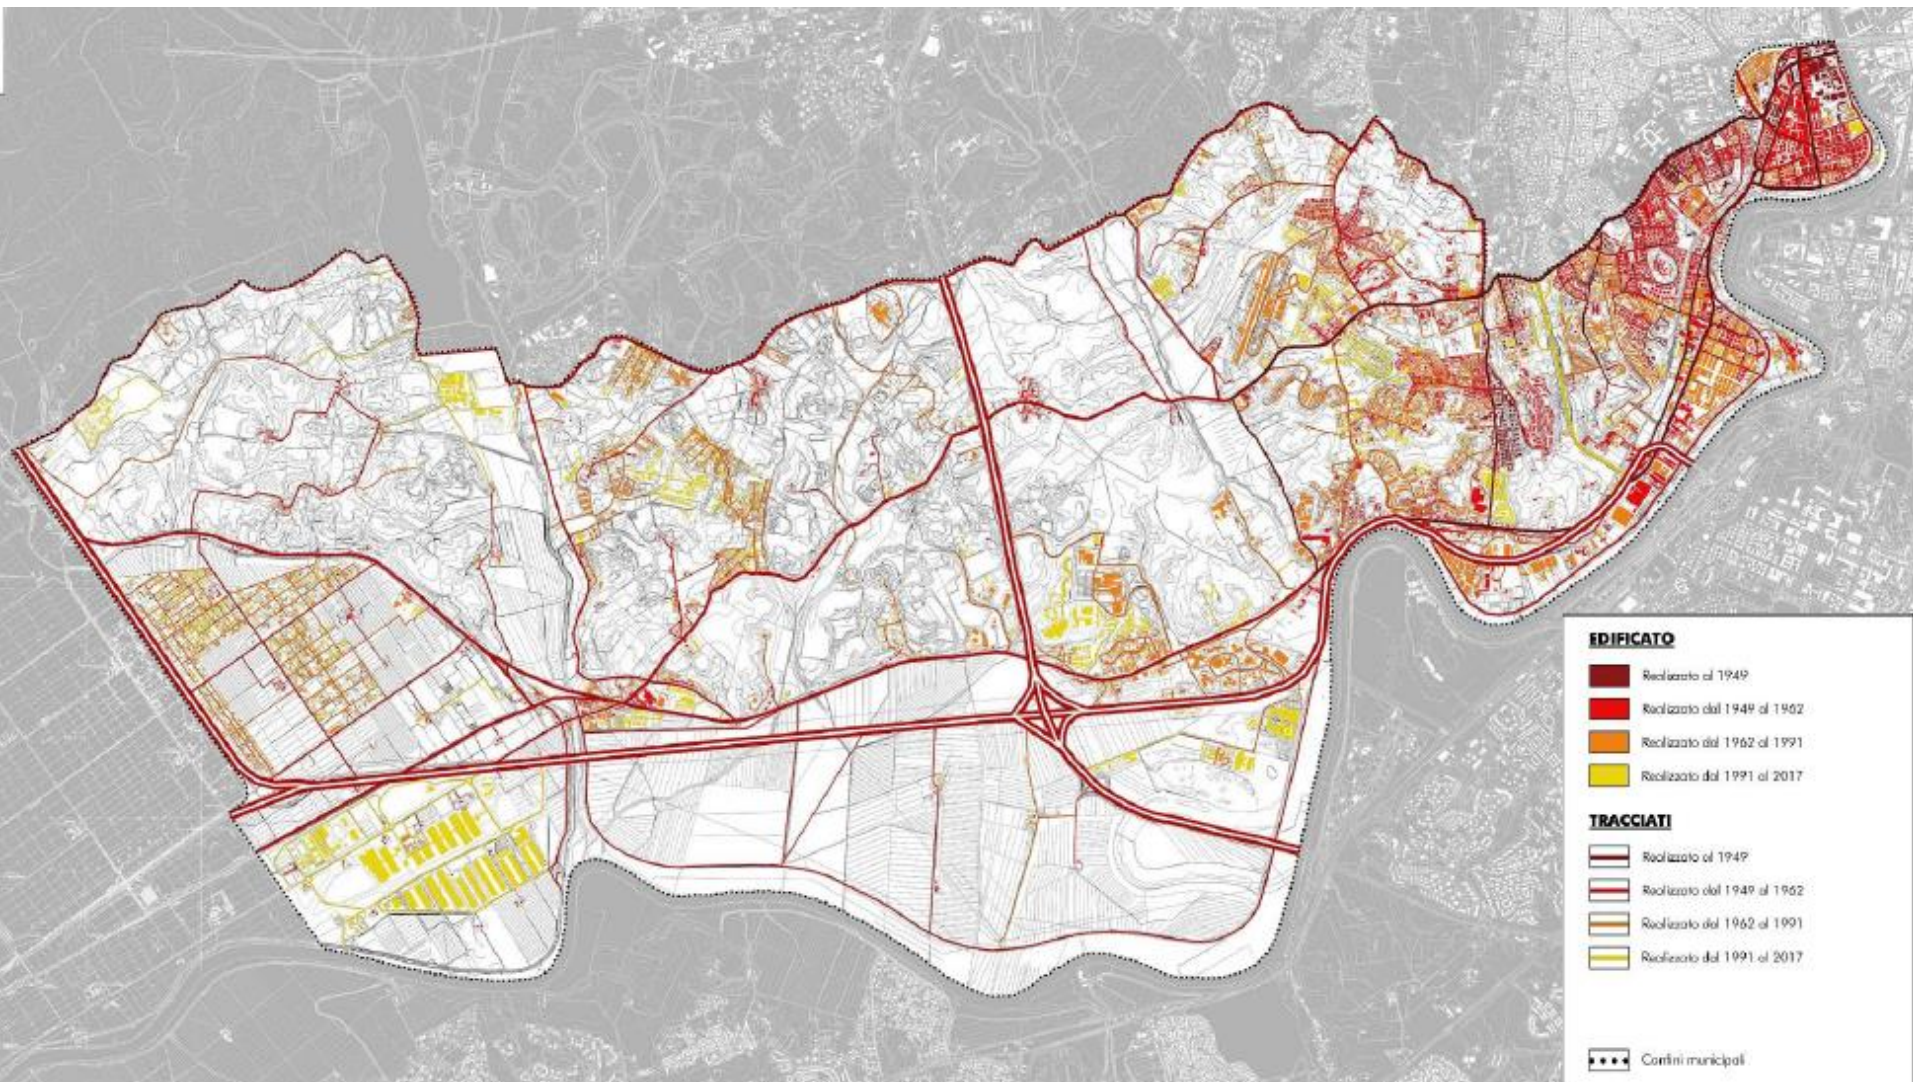 EDIFICATO
Realizzato al 1949
Realizzato dal 1949 al 1962
Realizzato dal 1962 al 1991
Realizzato dal 1991 al 2017
TRACCIATI
Realizzato al 1949
Realizzato dal 1949 al 1962
Realizzato dal 1962 al 1991
Realizzato dal 1991 al 2017
Confini municipali